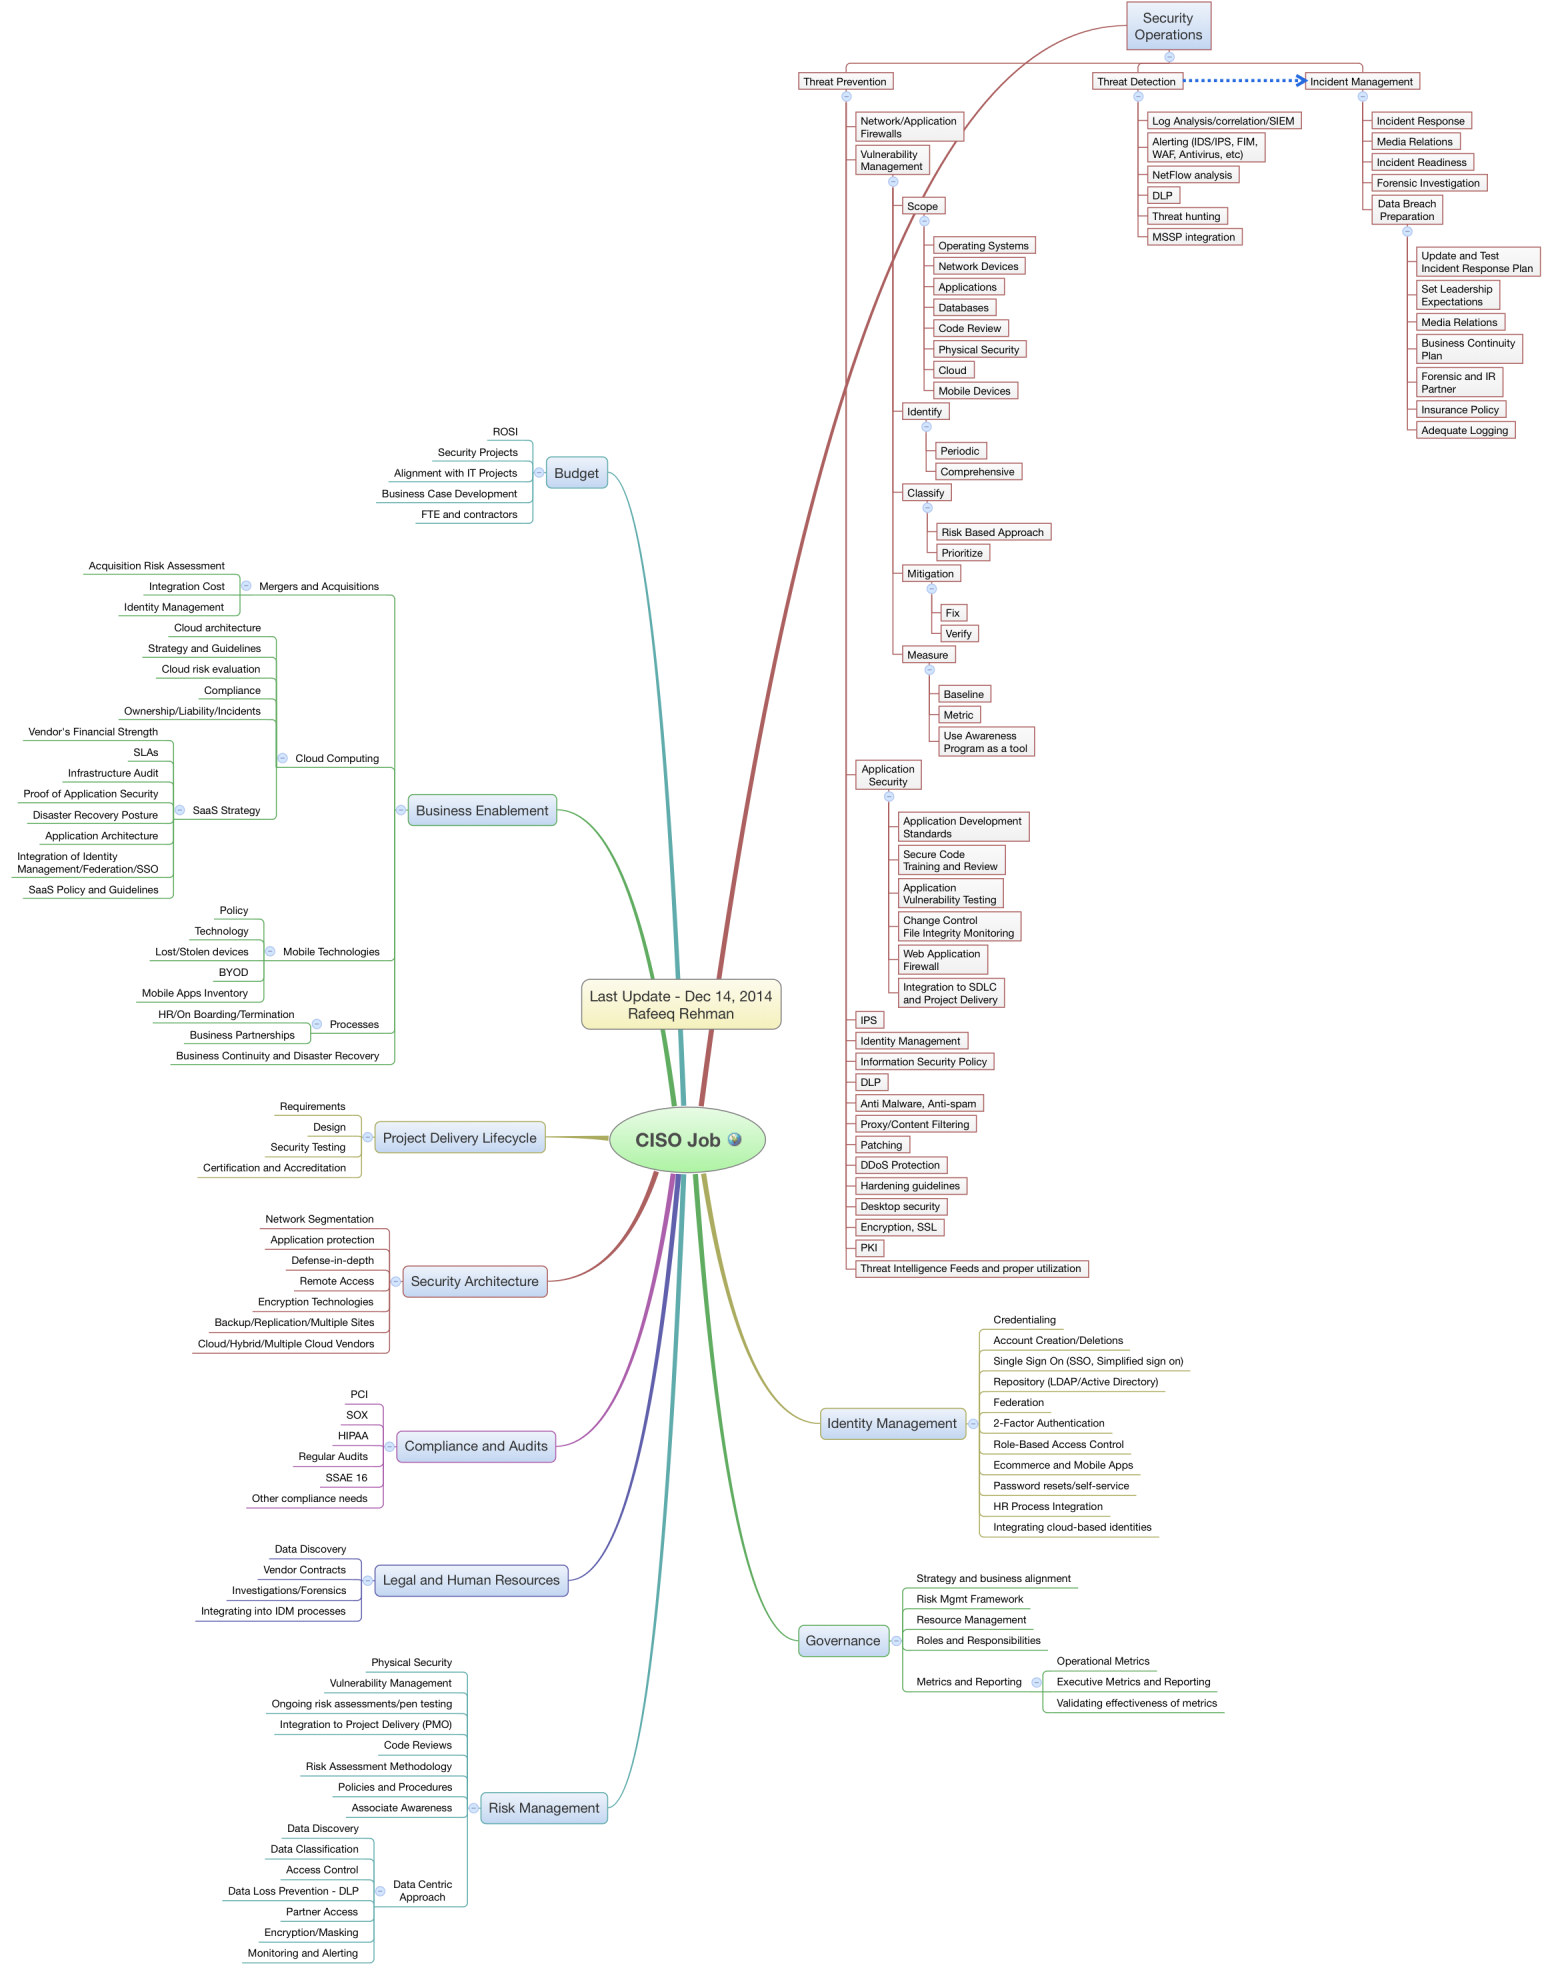 Security
Operations
Threat Prevention
Network/Application
Firewalls
Vulnerability
Management
Scope
Operating Systems
Network Devices
Applications
Databases
Code Review
Physical Security
Cloud
Mobile Devices
Identify
Periodic
Comprehensive
Classify
Risk Based Approach
Prioritize
Mitigation
Fix
Verify
Measure
Baseline
Metric
Use Awareness
Program as a tool
Application
Security
Application Development
Standards
Secure Code
Training and Review
Application
Vulnerability Testing
Change Control
File Integrity Monitoring
Web Application
Firewall
Integration to SDLC
and Project Delivery
IPS
Identity Management
Information Security Policy
DLP
Anti Malware, Anti-spam
Proxy/Content Filtering
Patching
DDoS Protection
Hardening guidelines
Desktop security
Encryption, SSL
PKI
Threat Intelligence Feeds and proper utilization
Threat Detection
Log Analysis/correlation/SIEM
Alerting (IDS/IPS, FIM,
WAF, Antivirus, etc)
NetFlow analysis
DLP
Threat hunting
MSSP integration
Incident Management
Incident Response
Media Relations
Incident Readiness
Forensic Investigation
Data Breach
Preparation
Update and Test
Incident Response Plan
Set Leadership
Expectations
Media Relations
Business Continuity
Plan
Forensic and IR
Partner
Insurance Policy
Adequate Logging
Budget
ROSI
Security Projects
Alignment with IT Projects
Business Case Development
FTE and contractors
Business Enablement
Mergers and Acquisitions
Acquisition Risk Assessment
Integration Cost
Identity Management
Cloud Computing
Cloud architecture
Strategy and Guidelines
Cloud risk evaluation
Compliance
Ownership/Liability/Incidents
SaaS Strategy
Vendor's Financial Strength
SLAs
Infrastructure Audit
Proof of Application Security
Disaster Recovery Posture
Application Architecture
Integration of Identity
Management/Federation/SSO
SaaS Policy and Guidelines
Mobile Technologies
Policy
Technology
Lost/Stolen devices
BYOD
Mobile Apps Inventory
Processes
HR/On Boarding/Termination
Business Partnerships
Business Continuity and Disaster Recovery
Last Update - Dec 14, 2014
Rafeeq Rehman
CISO Job
Project Delivery Lifecycle
Requirements
Design
Security Testing
Certification and Accreditation
Security Architecture
Network Segmentation
Application protection
Defense-in-depth
Remote Access
Encryption Technologies
Backup/Replication/Multiple Sites
Cloud/Hybrid/Multiple Cloud Vendors
Compliance and Audits
PCI
SOX
HIPAA
Regular Audits
SSAE 16
Other compliance needs
Legal and Human Resources
Data Discovery
Vendor Contracts
Investigations/Forensics
Integrating into IDM processes
Risk Management
Physical Security
Vulnerability Management
Ongoing risk assessments/pen testing
Integration to Project Delivery (PMO)
Code Reviews
Risk Assessment Methodology
Policies and Procedures
Associate Awareness
Data Centric
Approach
Data Discovery
Data Classification
Access Control
Data Loss Prevention - DLP
Partner Access
Encryption/Masking
Monitoring and Alerting
Identity Management
Credentialing
Account Creation/Deletions
Single Sign On (SSO, Simplified sign on)
Repository (LDAP/Active Directory)
Federation
2-Factor Authentication
Role-Based Access Control
Ecommerce and Mobile Apps
Password resets/self-service
HR Process Integration
Integrating cloud-based identities
Governance
Strategy and business alignment
Risk Mgmt Framework
Resource Management
Roles and Responsibilities
Metrics and Reporting
Operational Metrics
Executive Metrics and Reporting
Validating effectiveness of metrics